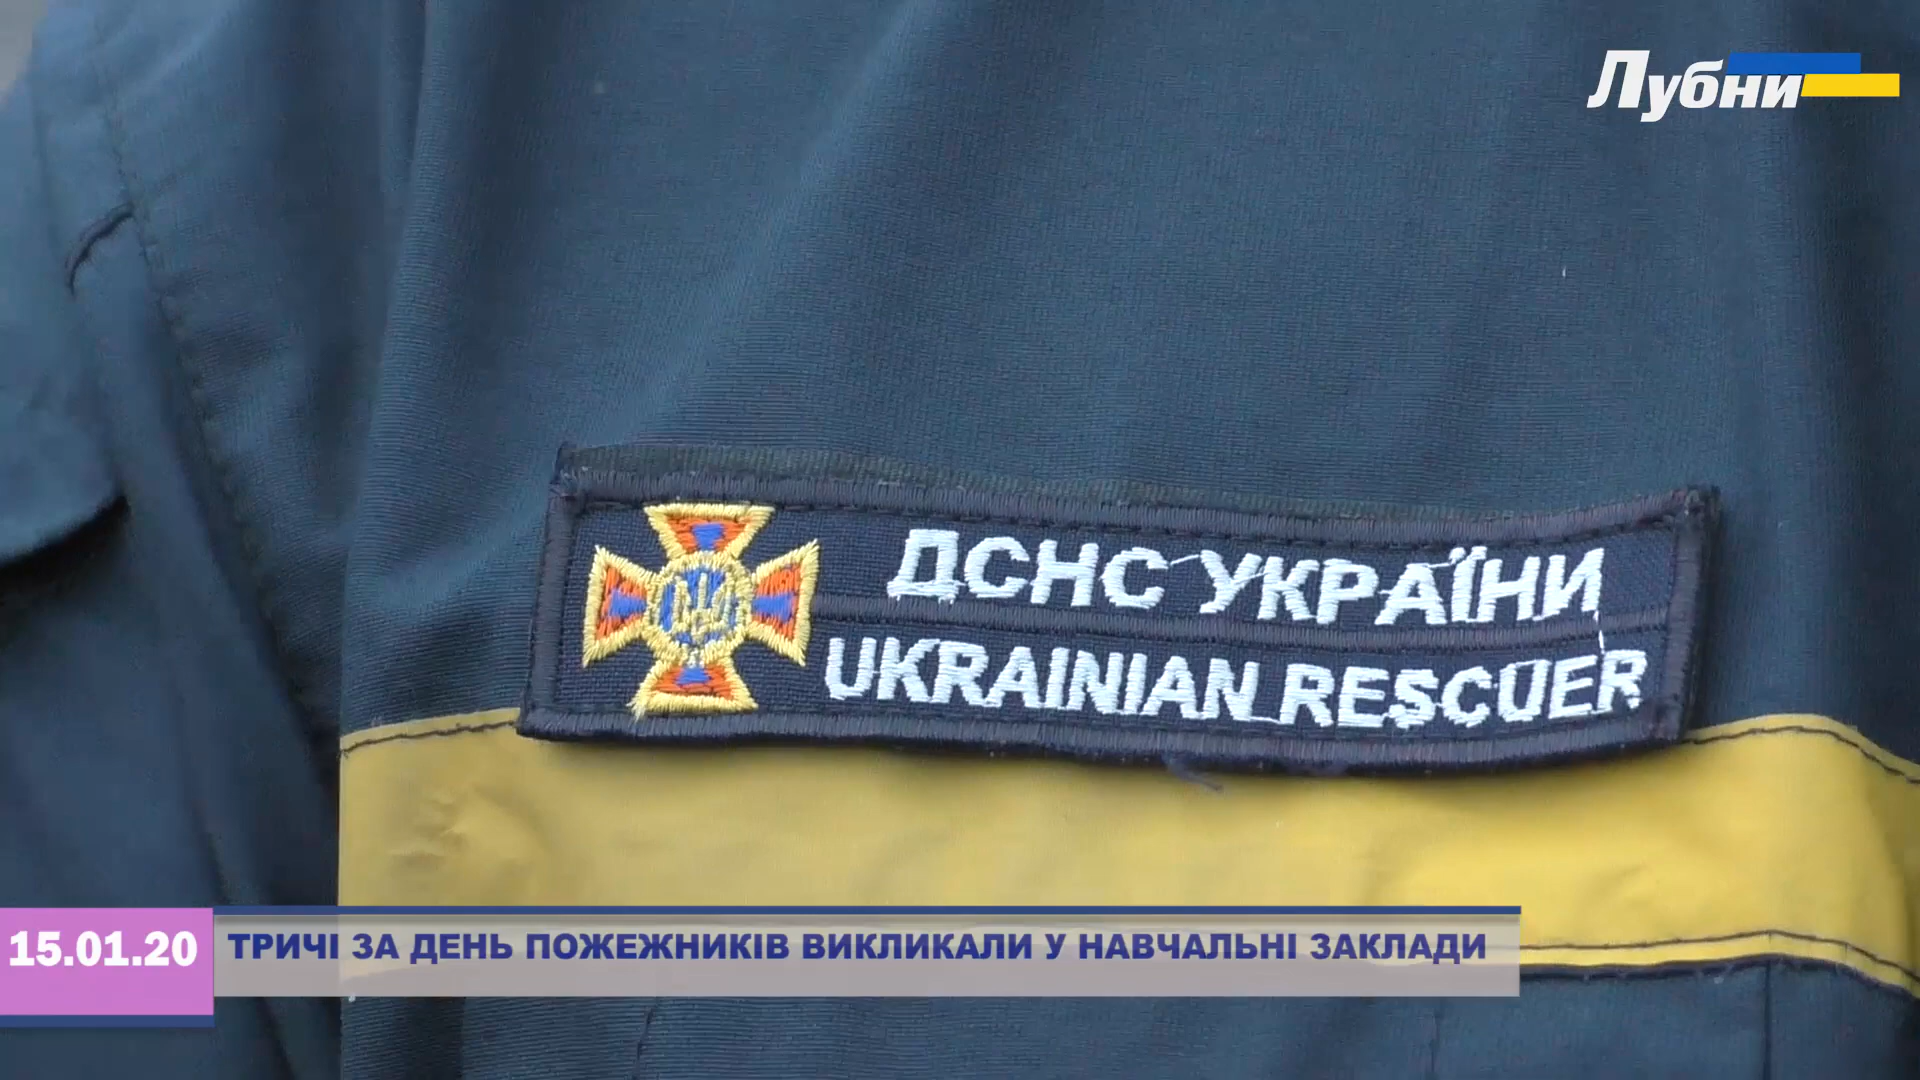 Лубни
ДСНС УКРАЇНИ
UKRAINIAN RESCUER
15.01.20
ТРИЧІ ЗА ДЕНЬ ПОЖЕЖНИКІВ ВИКЛИКАЛИ У НАВЧАЛЬНІ ЗАКЛАДИ